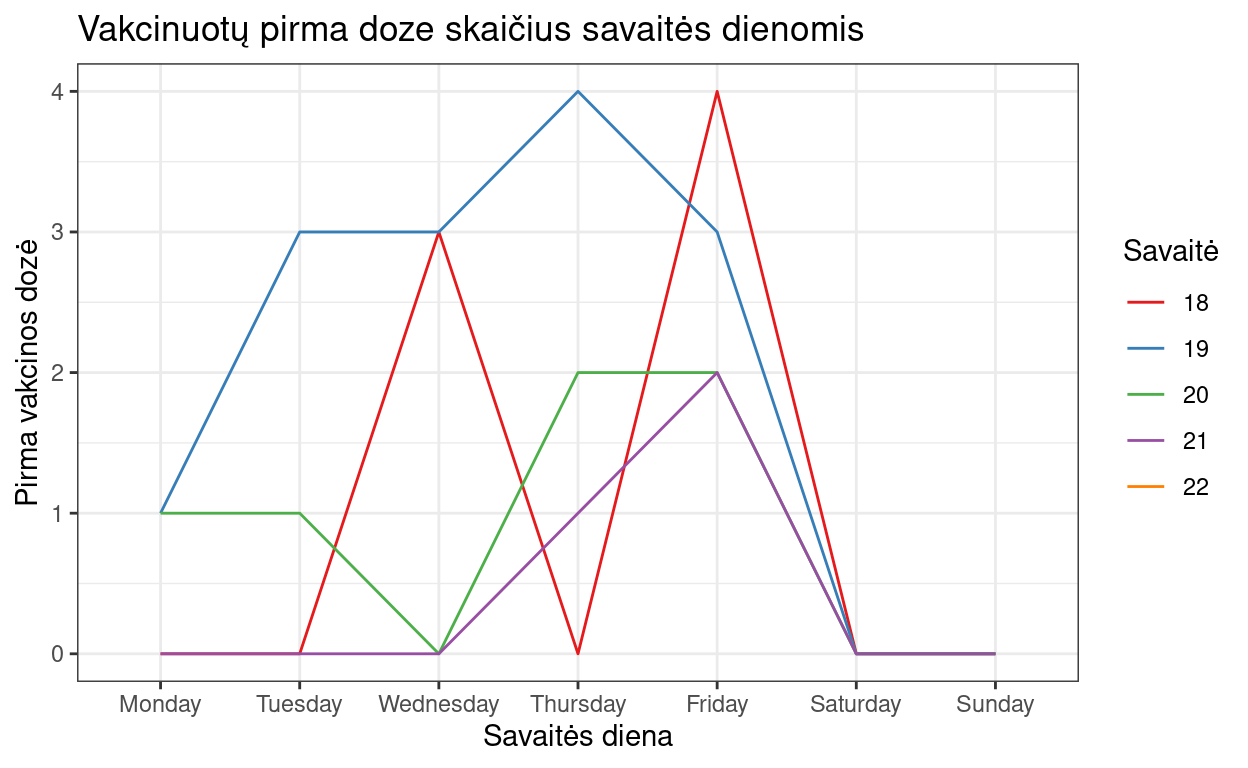 Vakcinuotų pirma doze skaičius savaitės dienomis
Pirma vakcinos dozė
4
3
2
1
0
Monday Tuesday Wednesday Thursday Friday Saturday Sunday
Savaitės diena
Savaitė
18
19
20
21
22